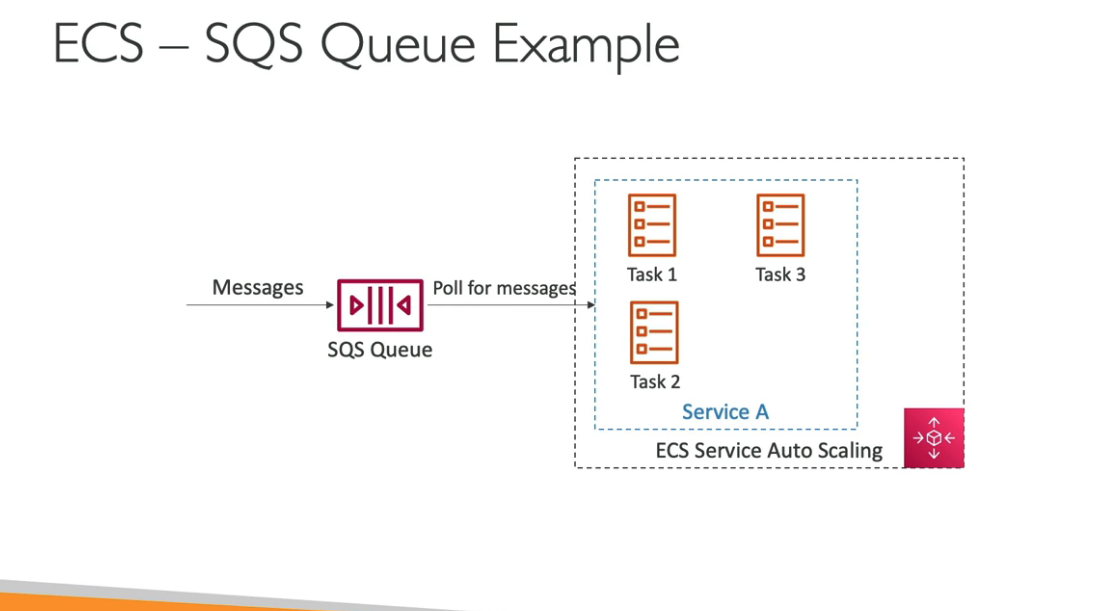 ECS – SQS Queue Example
Messages
SQS Queue
Poll for messages
Task 1
Task 3
Task 2
Service A
ECS Service Auto Scaling